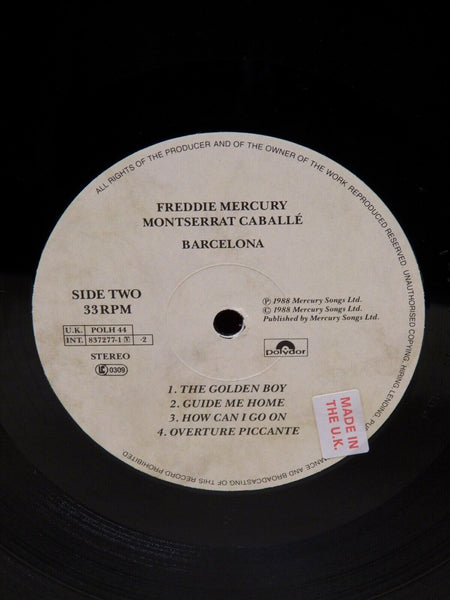 ALL RIGHTS OF THE PRODUCER AND OF THE OWNER OF THE WORK REPRODUCED RESERVED UNAUTHORISED COPYING, HIRING, LENDING,
FREDDIE MERCURY
MONTSERRAT CABALLÉ
BARCELONA
SIDE TWO
33 RPM
Ⓟ 1988 Mercury Songs Ltd.
© 1988 Mercury Songs Ltd.
Published by Mercury Songs Ltd.
U.K. POLH 44
INT. 837277-1 -2
STEREO
LC 0309
Polydor
1. THE GOLDEN BOY
2. GUIDE ME HOME
3. HOW CAN I GO ON
4. OVERTURE PICCANTE
MADE IN
THE U.K.
AND BROADCASTING OF THIS RECORD PROHIBITED